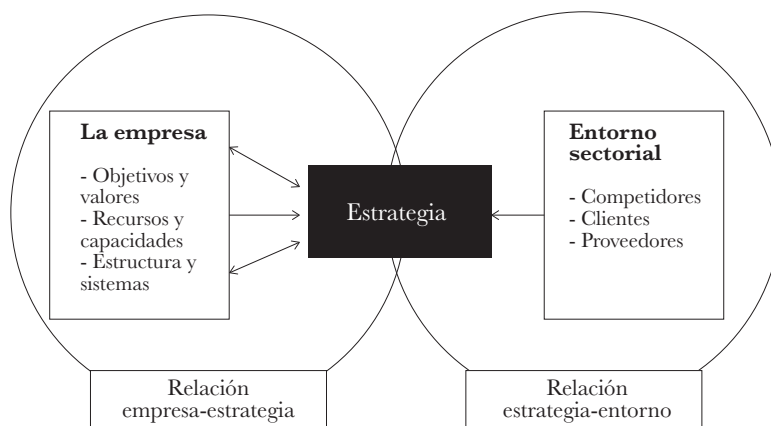 La empresa
- Objetivos y
valores
- Recursos y
capacidades
- Estructura y
sistemas
Estrategia
Entorno
sectorial
- Competidores
- Clientes
- Proveedores
Relación
empresa-estrategia
Relación
estrategia-entorno